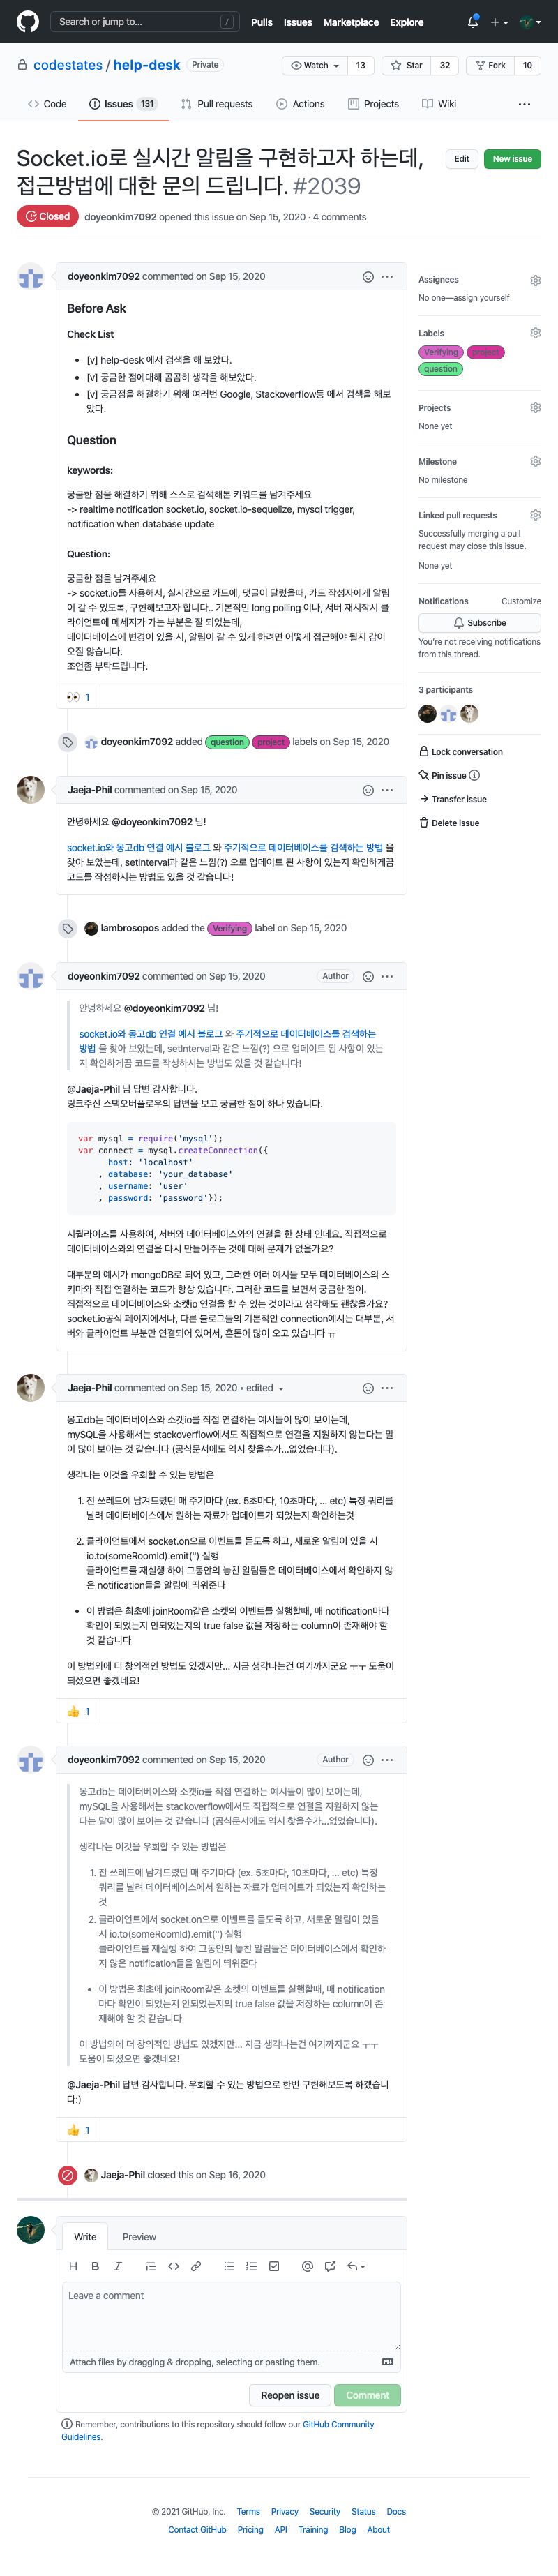 Search or jump to...
/
Pulls Issues Marketplace Explore
codestates / help-desk Private
Watch 13 Star 32 Fork 10
Code Issues 131 Pull requests Actions Projects Wiki
Socket.io로 실시간 알림을 구현하고자 하는데,
접근방법에 대한 문의 드립니다. #2039
Edit New issue
Closed doyeonkim7092 opened this issue on Sep 15, 2020 · 4 comments
doyeonkim7092 commented on Sep 15, 2020
Before Ask
Check List
[v] help-desk 에서 검색을 해 보았다.
[v] 궁금한 점에대해 곰곰히 생각을 해보았다.
[v] 궁금점을 해결하기 위해 여러번 Google, Stackoverflow등 에서 검색을 해보
았다.
Question
keywords:
궁금한 점을 해결하기 위해 스스로 검색해본 키워드를 남겨주세요
-> realtime notification socket.io, socket.io-sequelize, mysql trigger,
notification when database update
Question:
궁금한 점을 남겨주세요
-> socket.io를 사용해서, 실시간으로 카드에, 댓글이 달렸을때, 카드 작성자에게 알림
이 갈 수 있도록, 구현해보고자 합니다.. 기본적인 long polling 이나, 서버 재시작시 클
라이언트에 메세지가 가는 부분은 잘 되었는데,
데이터베이스에 변경이 있을 시, 알림이 갈 수 있게 하려면 어떻게 접근해야 될지 감이
오질 않습니다.
조언좀 부탁드립니다.
👀 1
doyeonkim7092 added question project labels on Sep 15, 2020
Jaeja-Phil commented on Sep 15, 2020
안녕하세요 @doyeonkim7092 님!
socket.io와 몽고db 연결 예시 블로그 와 주기적으로 데이터베이스를 검색하는 방법 을
찾아 보았는데, setInterval과 같은 느낌(?) 으로 업데이트 된 사항이 있는지 확인하게끔
코드를 작성하시는 방법도 있을 것 같습니다!
lambrosopos added the Verifying label on Sep 15, 2020
doyeonkim7092 commented on Sep 15, 2020 Author
안녕하세요 @doyeonkim7092 님!
socket.io와 몽고db 연결 예시 블로그 와 주기적으로 데이터베이스를 검색하는
방법 을 찾아 보았는데, setInterval과 같은 느낌(?) 으로 업데이트 된 사항이 있는
지 확인하게끔 코드를 작성하시는 방법도 있을 것 같습니다!
@Jaeja-Phil 님 답변 감사합니다.
링크주신 스택오버플로우의 답변을 보고 궁금한 점이 하나 있습니다.
var mysql = require('mysql');
var connect = mysql.createConnection({
host: 'localhost'
, database: 'your_database'
, username: 'user'
, password: 'password'});
시퀄라이즈를 사용하여, 서버와 데이터베이스와의 연결을 한 상태 인데요. 직접적으로
데이터베이스와의 연결을 다시 만들어주는 것에 대해 문제가 없을가요?
대부분의 예시가 mongoDB로 되어 있고, 그러한 여러 예시들 모두 데이터베이스의 스
키마와 직접 연결하는 코드가 항상 있습니다. 그러한 코드를 보면서 궁금한 점이.
직접적으로 데이터베이스와 소켓io 연결을 할 수 있는 것이라고 생각해도 괜찮을가요?
socket.io공식 페이지에서나, 다른 블로그들의 기본적인 connection예시는 대부분, 서
버와 클라이언트 부분만 연결되어 있어서, 혼돈이 많이 오고 있습니다 ㅠ
Jaeja-Phil commented on Sep 15, 2020 • edited
몽고db는 데이터베이스와 소켓io를 직접 연결하는 예시들이 많이 보이는데,
mySQL을 사용해서는 stackoverflow에서도 직접적으로 연결을 지원하지 않는다는 말
이 많이 보이는 것 같습니다 (공식문서에도 역시 찾을수가...없었습니다).
생각나는 이것을 우회할 수 있는 방법은
1. 전 쓰레드에 남겨드렸던 매 주기마다 (ex. 5초마다, 10초마다, ... etc) 특정 쿼리를
날려 데이터베이스에서 원하는 자료가 업데이트가 되었는지 확인하는것
2. 클라이언트에서 socket.on으로 이벤트를 듣도록 하고, 새로운 알림이 있을 시
io.to(someRoomId).emit('') 실행
클라이언트를 재실행 하여 그동안의 놓친 알림들은 데이터베이스에서 확인하지 않
은 notification들을 알림에 띄워준다
이 방법은 최초에 joinRoom같은 소켓의 이벤트를 실행할때, 매 notification마다
확인이 되었는지 안되었는지의 true false 값을 저장하는 column이 존재해야 할
것 같습니다
이 방법외에 더 창의적인 방법도 있겠지만... 지금 생각나는건 여기까지군요 ㅜㅜ 도움이
되셨으면 좋겠네요!
👍 1
doyeonkim7092 commented on Sep 15, 2020 Author
몽고db는 데이터베이스와 소켓io를 직접 연결하는 예시들이 많이 보이는데,
mySQL을 사용해서는 stackoverflow에서도 직접적으로 연결을 지원하지 않는
다는 말이 많이 보이는 것 같습니다 (공식문서에도 역시 찾을수가...없었습니다).
생각나는 이것을 우회할 수 있는 방법은
1. 전 쓰레드에 남겨드렸던 매 주기마다 (ex. 5초마다, 10초마다, ... etc) 특정
쿼리를 날려 데이터베이스에서 원하는 자료가 업데이트가 되었는지 확인하는
것
2. 클라이언트에서 socket.on으로 이벤트를 듣도록 하고, 새로운 알림이 있을
시 io.to(someRoomId).emit('') 실행
클라이언트를 재실행 하여 그동안의 놓친 알림들은 데이터베이스에서 확인하
지 않은 notification들을 알림에 띄워준다
이 방법은 최초에 joinRoom같은 소켓의 이벤트를 실행할때, 매 notification
마다 확인이 되었는지 안되었는지의 true false 값을 저장하는 column이 존
재해야 할 것 같습니다
이 방법외에 더 창의적인 방법도 있겠지만... 지금 생각나는건 여기까지군요 ㅜㅜ
도움이 되셨으면 좋겠네요!
@Jaeja-Phil 답변 감사합니다. 우회할 수 있는 방법으로 한번 구현해보도록 하겠습니
다:)
👍 1
Jaeja-Phil closed this on Sep 16, 2020
Write Preview
Leave a comment
Attach files by dragging & dropping, selecting or pasting them.
Reopen issue Comment
Remember, contributions to this repository should follow our GitHub Community
Guidelines.
Assignees
No one—assign yourself
Labels
Verifying project
question
Projects
None yet
Milestone
No milestone
Linked pull requests
Successfully merging a pull
request may close this issue.
None yet
Notifications Customize
Subscribe
You're not receiving notifications
from this thread.
3 participants
Lock conversation
Pin issue
Transfer issue
Delete issue
© 2021 GitHub, Inc. Terms Privacy Security Status Docs
Contact GitHub Pricing API Training Blog About